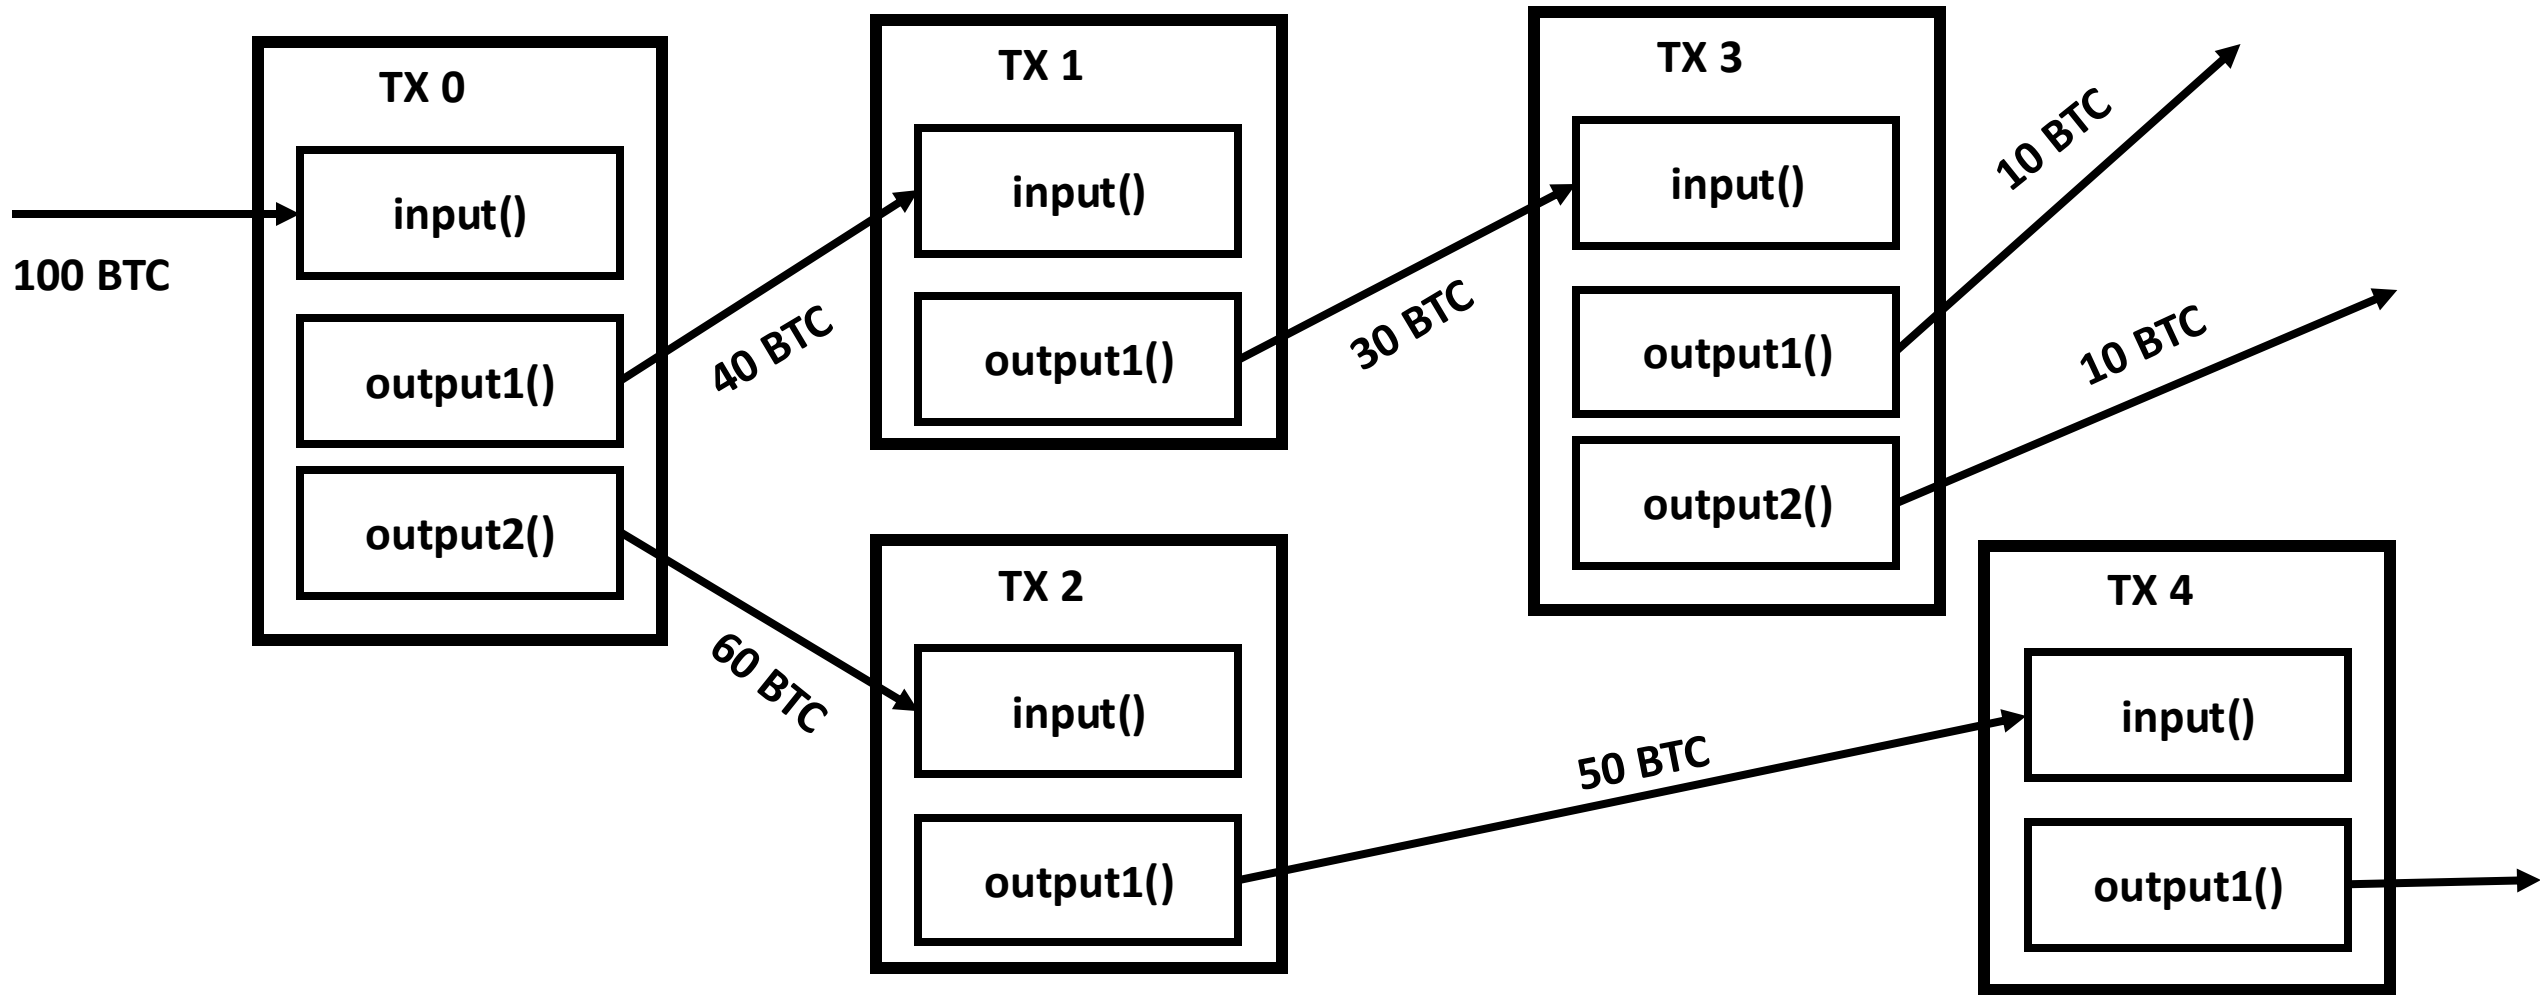 TX 0
input()
output1()
output2()
100 BTC
40 BTC
60 BTC
TX 1
input()
output1()
30 BTC
TX 2
input()
output1()
50 BTC
TX 3
input()
output1()
output2()
10 BTC
10 BTC
TX 4
input()
output1()